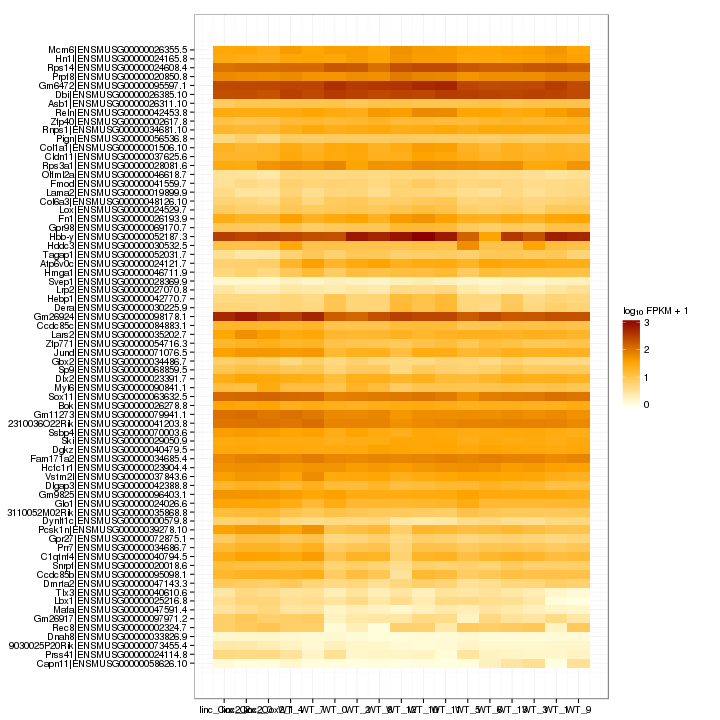 Mcm6|ENSMUSG00000026355.5
Hn1|ENSMUSG00000024165.8
Rps14|ENSMUSG00000024608.4
Prpf8|ENSMUSG00000020850.8
Gm6472|ENSMUSG00000095597.1
Dbi|ENSMUSG00000026385.10
Asb1|ENSMUSG00000026311.10
Reln|ENSMUSG00000042453.8
Zfp40|ENSMUSG00000002617.8
Rnps1|ENSMUSG00000034681.10
Pign|ENSMUSG00000056536.8
Col1a1|ENSMUSG00000001506.10
Cldn11|ENSMUSG00000037625.6
Rps3a1|ENSMUSG00000028081.6
Olfml2a|ENSMUSG00000046618.7
Fmod|ENSMUSG00000041559.7
Lama2|ENSMUSG00000019899.9
Col6a3|ENSMUSG00000048126.10
Lox|ENSMUSG00000024529.7
Fn1|ENSMUSG00000026193.9
Gpr98|ENSMUSG00000069170.7
Hbb-y|ENSMUSG00000052187.3
Hddc3|ENSMUSG00000030532.5
Tagap1|ENSMUSG00000052031.7
Atp6v0c|ENSMUSG00000024121.7
Hmga1|ENSMUSG00000046711.9
Svep1|ENSMUSG00000028369.9
Lrp2|ENSMUSG00000027070.8
Hebp1|ENSMUSG00000042770.7
Dera|ENSMUSG00000030225.9
Gm26924|ENSMUSG00000098178.1
Ccdc85c|ENSMUSG00000084883.1
Lars2|ENSMUSG00000035202.7
Zfp771|ENSMUSG00000054716.3
Jund|ENSMUSG00000071076.5
Gbx2|ENSMUSG00000034486.7
Sp9|ENSMUSG00000068859.5
Dlx2|ENSMUSG00000023391.7
Myl6|ENSMUSG00000090841.1
Sox11|ENSMUSG00000063632.5
Bok|ENSMUSG00000026278.8
Gm11273|ENSMUSG00000079941.1
2310036O22Rik|ENSMUSG00000041203.8
Ssbp4|ENSMUSG00000070003.6
Ski|ENSMUSG00000029050.9
Dgkz|ENSMUSG00000040479.5
Fam171a2|ENSMUSG00000034685.4
Hcfc1r1|ENSMUSG00000023904.4
Vstm2l|ENSMUSG00000037843.6
Dlgap3|ENSMUSG00000042388.8
Gm9825|ENSMUSG00000096403.1
Glo1|ENSMUSG00000024026.6
3110052M02Rik|ENSMUSG00000035868.8
Dynlt1c|ENSMUSG00000000579.8
Pcsk1n|ENSMUSG00000039278.10
Gpr27|ENSMUSG00000072875.1
Prr7|ENSMUSG00000034686.7
C1qtnf4|ENSMUSG00000040794.5
Snrpf|ENSMUSG00000020018.6
Ccdc85b|ENSMUSG00000095098.1
Dmrta2|ENSMUSG00000047143.3
Tlx3|ENSMUSG00000040610.6
Lbx1|ENSMUSG00000025216.8
Mafa|ENSMUSG00000047591.4
Gm26917|ENSMUSG00000097971.2
Rec8|ENSMUSG00000002324.7
Dnah8|ENSMUSG00000033826.9
9030025P20Rik|ENSMUSG00000073455.4
Prss41|ENSMUSG00000024114.8
Capn11|ENSMUSG00000058626.10
log₁₀ FPKM + 1
3
2
1
0
WT_9